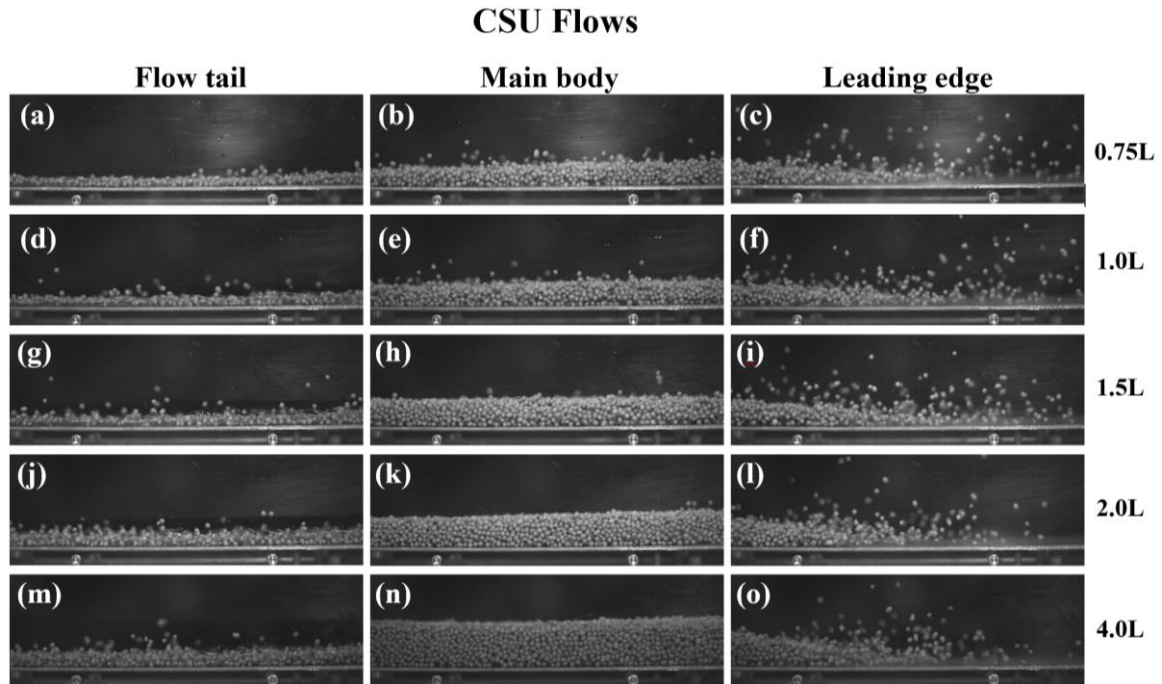 CSU Flows
Flow tail Main body Leading edge
(a) (b) (c) 0.75L
(d) (e) (f) 1.0L
(g) (h) (i) 1.5L
(j) (k) (l) 2.0L
(m) (n) (o) 4.0L